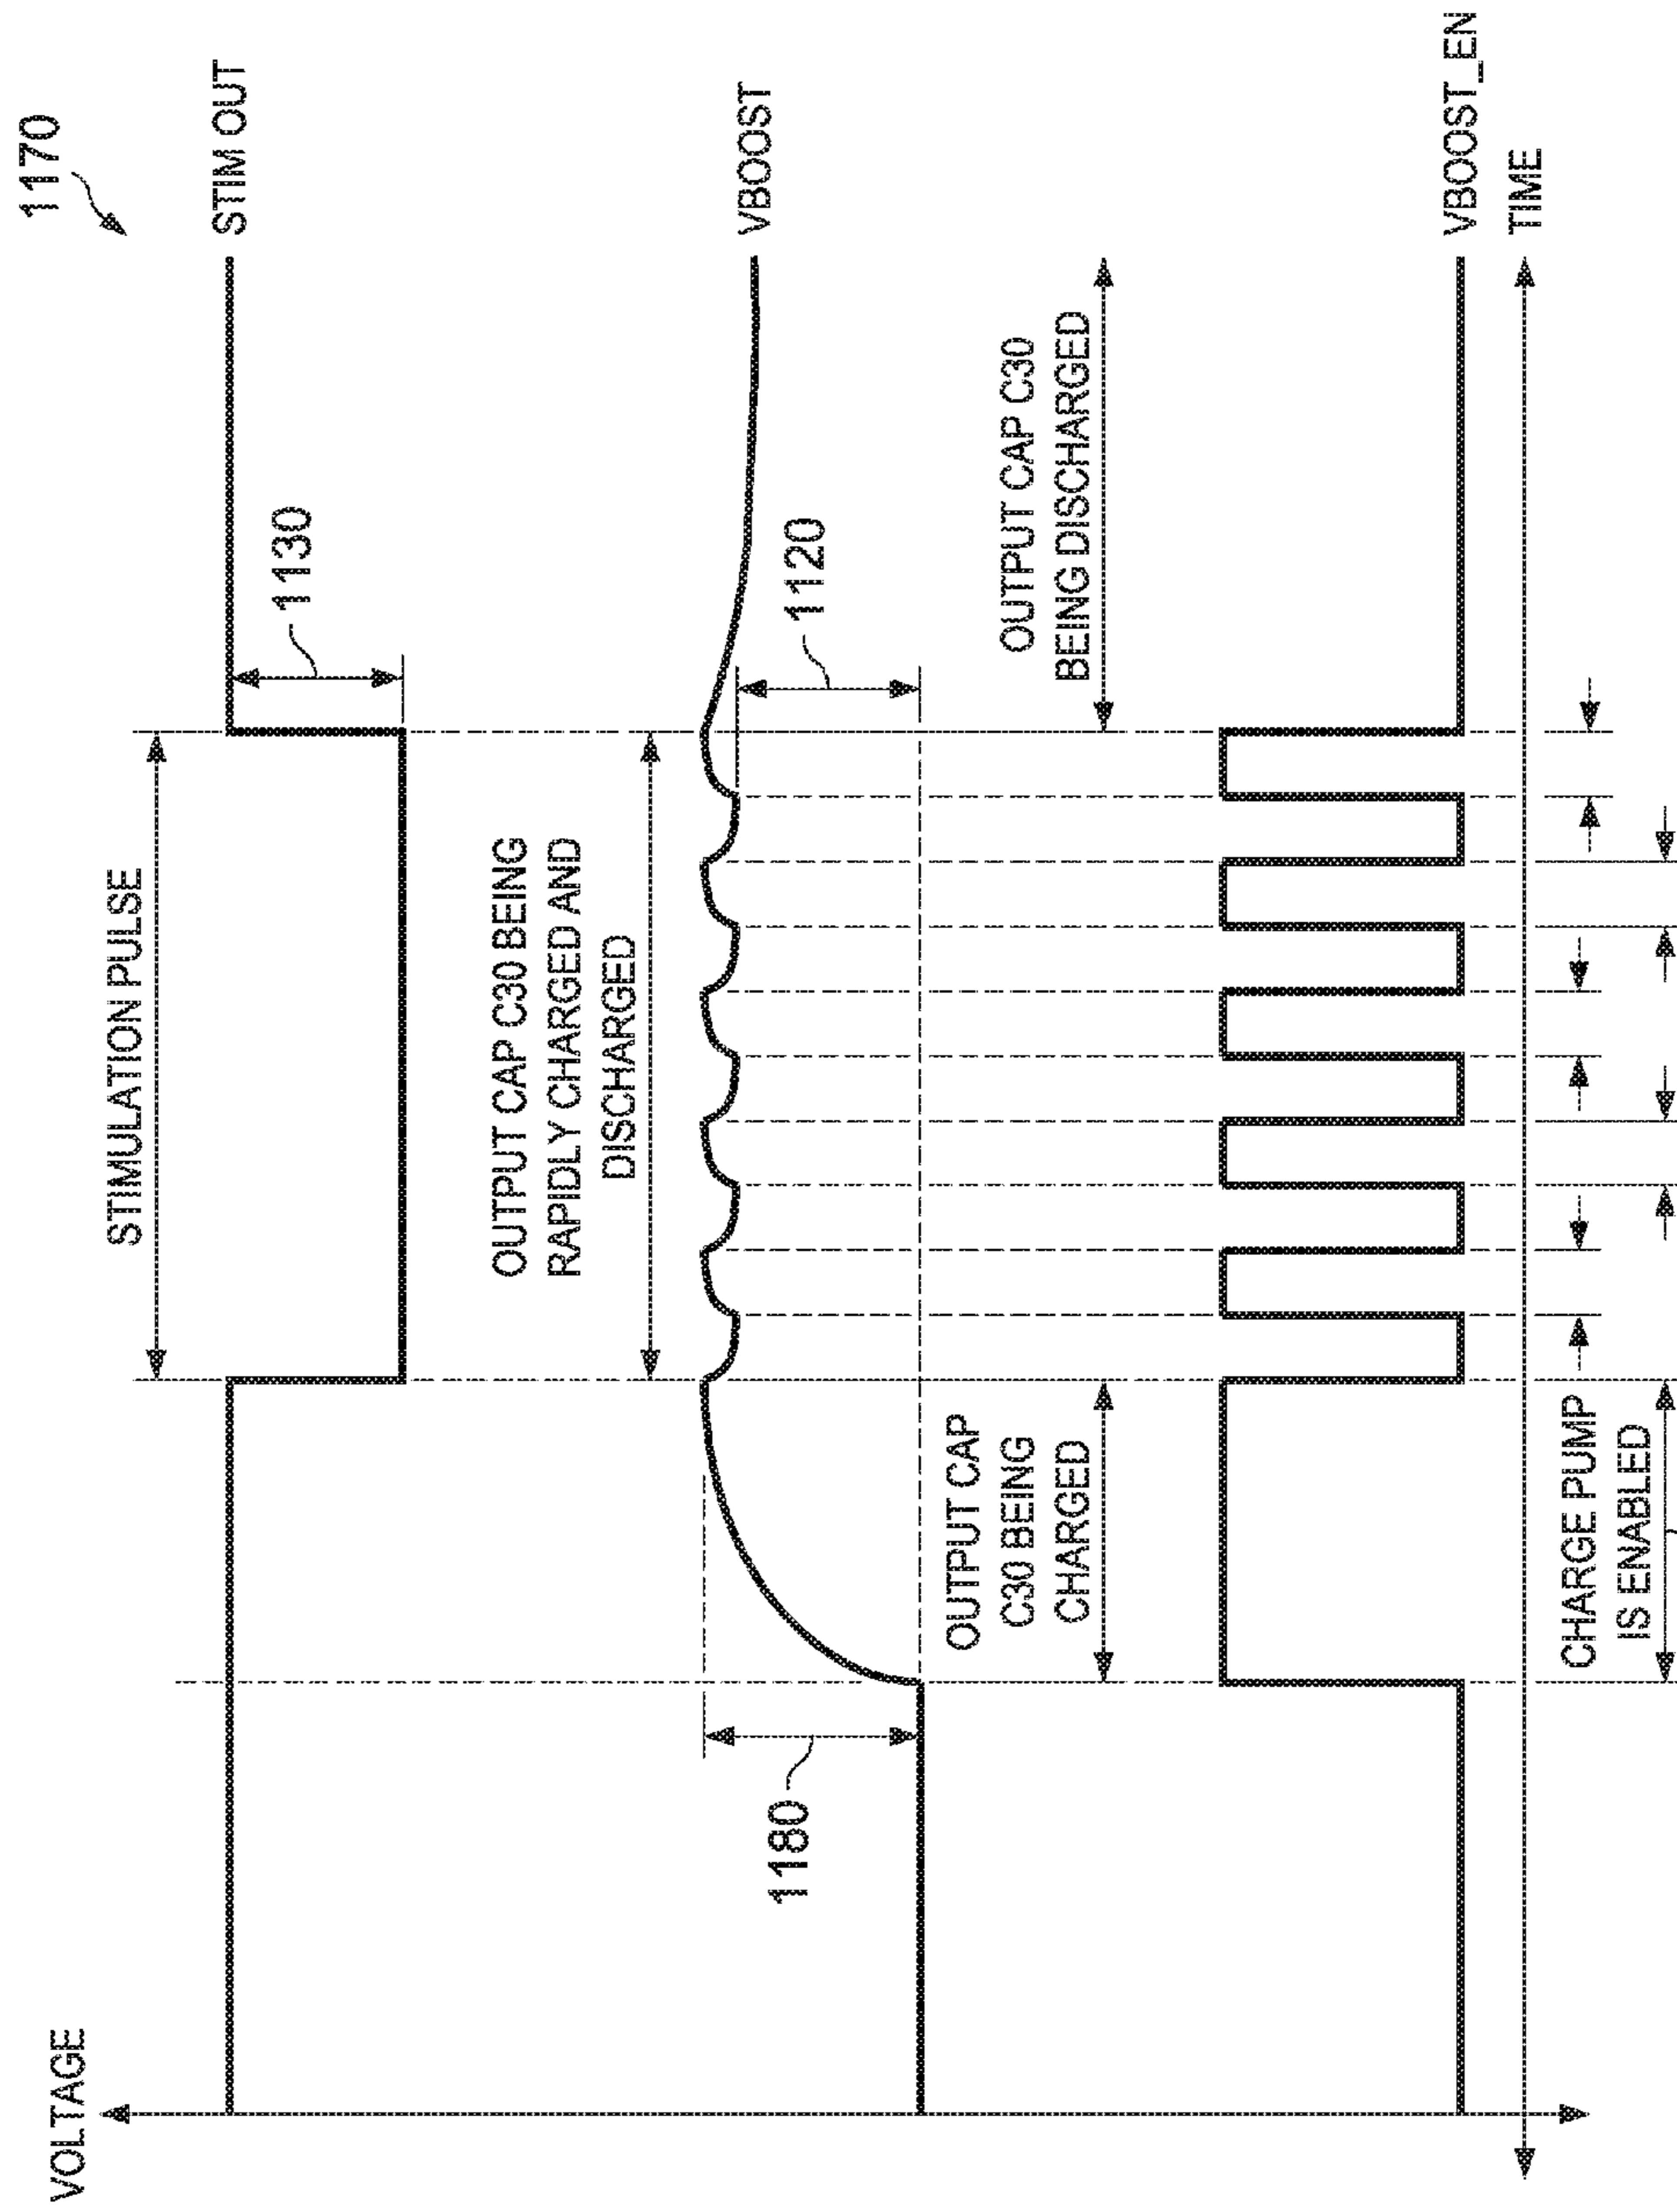 1170
VOLTAGE
STIMULATION PULSE
STIM OUT
1130
OUTPUT CAP C30 BEING
RAPIDLY CHARGED AND
DISCHARGED
VBOOST
1180
1120
OUTPUT CAP
C30 BEING
CHARGED
OUTPUT CAP C30
BEING DISCHARGED
VBOOST_EN
TIME
CHARGE PUMP
IS ENABLED